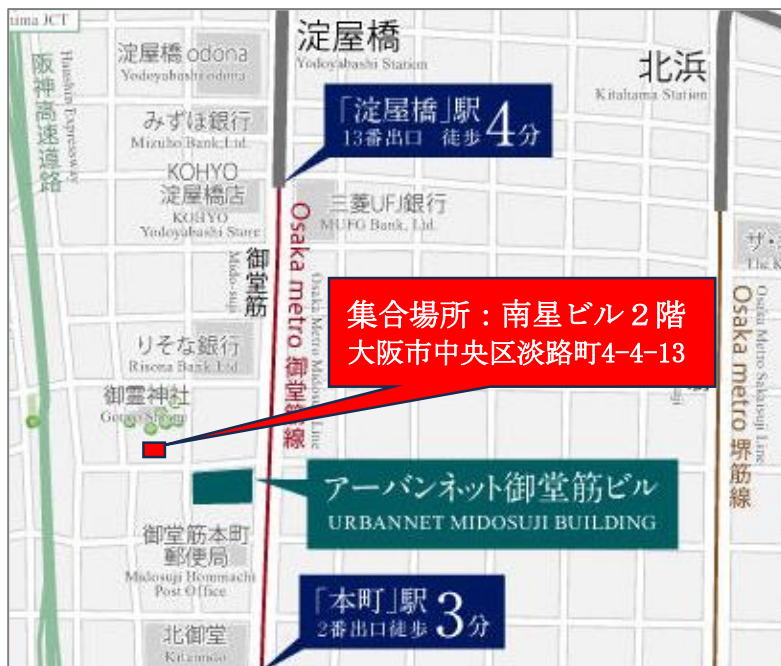 ima JCT
阪神高速道路
Hanshin Expressway
淀屋橋 odona
Yodoyabashi odona
みずほ銀行
Mizuho Bank,Ltd.
KOHYO
淀屋橋店
KOHYO
Yodoyabashi Store
御堂筋
Mido-suji
りそな銀行
Risona Bank Ltd.
御霊神社
淀屋橋
Yodoyabashi Station
「淀屋橋」駅
13番出口 徒歩4分
北浜
Kitahama Station
三菱UFJ銀行
MUFG Bank, Ltd.
Osaka metro 御堂筋線
Osaka Metro Midosuji Line
集合場所：南星ビル２階
大阪市中央区淡路町4-4-13
Osaka metro 堺筋線
Osaka Metro Sakaisuji Line
アーバンネット御堂筋ビル
URBANNET MIDOSUJI BUILDING
御堂筋本町
郵便局
Midosuji Hommachi
Post Office
「本町」駅
2番出口徒歩3分
北御堂